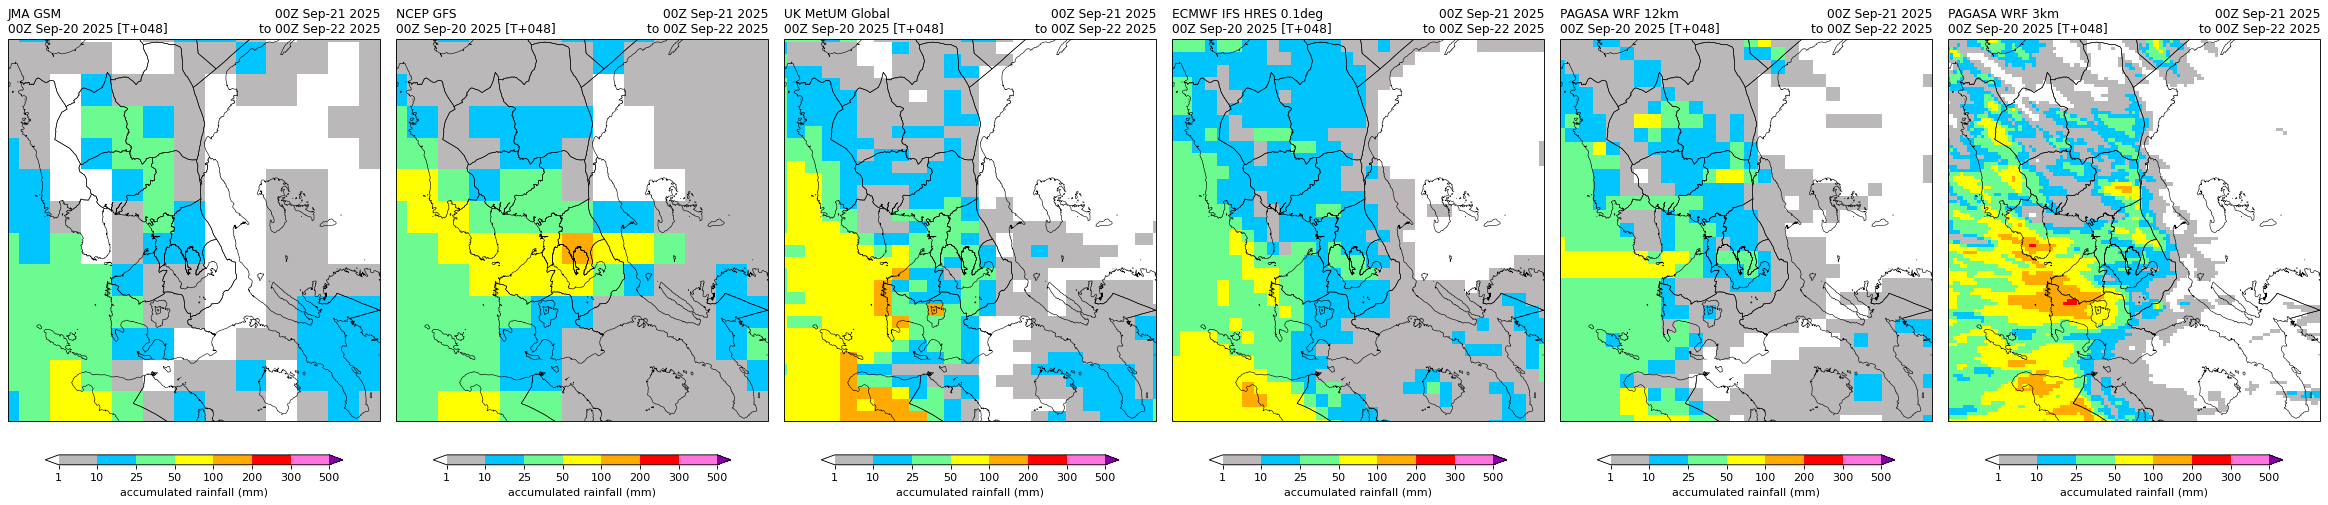 JMA GSM 00Z Sep-21 2025
00Z Sep-20 2025 [T+048] to 00Z Sep-22 2025
1 10 25 50 100 200 300 500
accumulated rainfall (mm)
NCEP GFS 00Z Sep-21 2025
00Z Sep-20 2025 [T+048] to 00Z Sep-22 2025
1 10 25 50 100 200 300 500
accumulated rainfall (mm)
UK MetUM Global 00Z Sep-21 2025
00Z Sep-20 2025 [T+048] to 00Z Sep-22 2025
1 10 25 50 100 200 300 500
accumulated rainfall (mm)
ECMWF IFS HRES 0.1deg 00Z Sep-21 2025
00Z Sep-20 2025 [T+048] to 00Z Sep-22 2025
1 10 25 50 100 200 300 500
accumulated rainfall (mm)
PAGASA WRF 12km 00Z Sep-21 2025
00Z Sep-20 2025 [T+048] to 00Z Sep-22 2025
1 10 25 50 100 200 300 500
accumulated rainfall (mm)
PAGASA WRF 3km 00Z Sep-21 2025
00Z Sep-20 2025 [T+048] to 00Z Sep-22 2025
1 10 25 50 100 200 300 500
accumulated rainfall (mm)